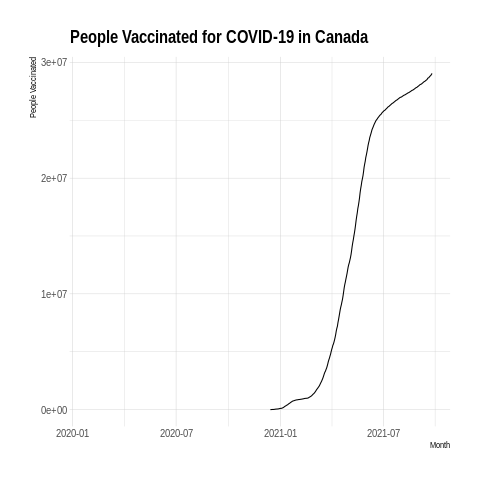 People Vaccinated for COVID-19 in Canada
People Vaccinated
3e+07
2e+07
1e+07
0e+00
2020-01 2020-07 2021-01 2021-07
Month